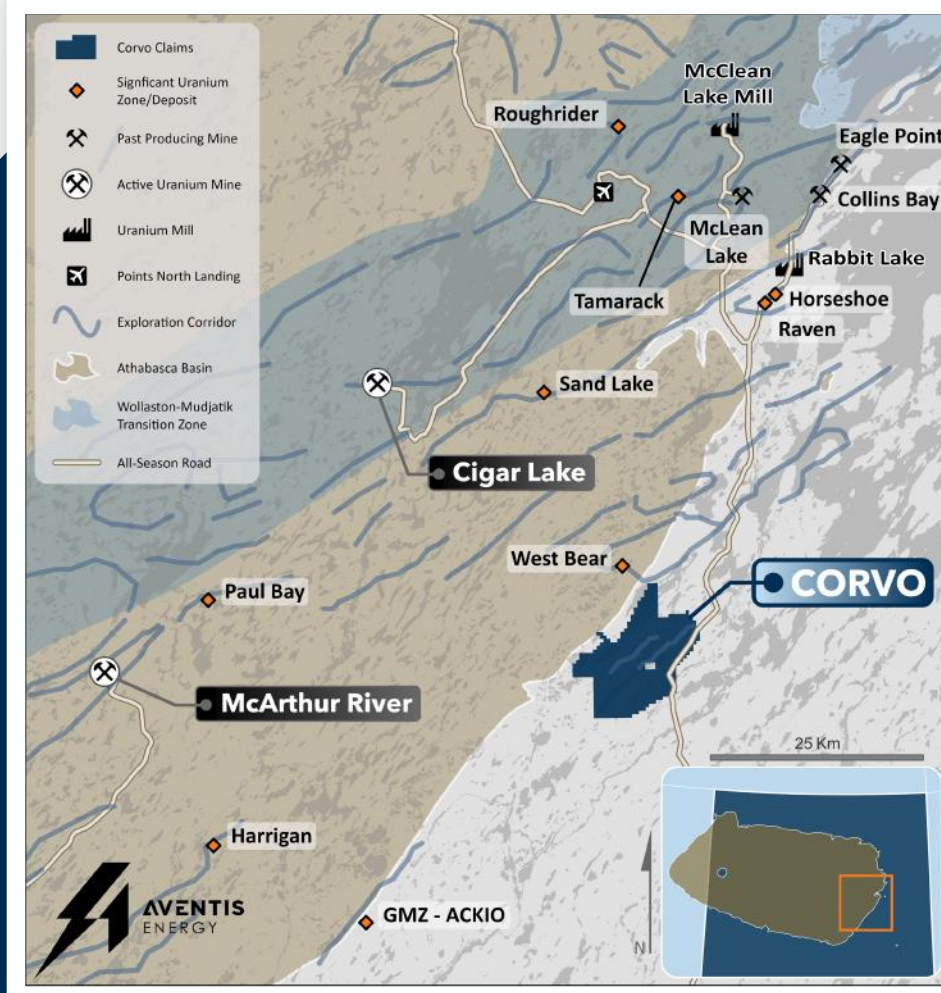 Corvo Claims
Signficant Uranium
Zone/Deposit
Past Producing Mine
Active Uranium Mine
Uranium Mill
Points North Landing
Exploration Corridor
Athabasca Basin
Wollaston-Mudjatik
Transition Zone
All-Season Road
McClean
Lake Mill
Roughrider
Eagle Point
Collins Bay
McLean
Lake
Rabbit Lake
Tamarack
Horseshoe
Raven
Sand Lake
Cigar Lake
West Bear
CORVO
Paul Bay
McArthur River
25 Km
Harrigan
AVENTIS
ENERGY
GMZ - ACKIO
N